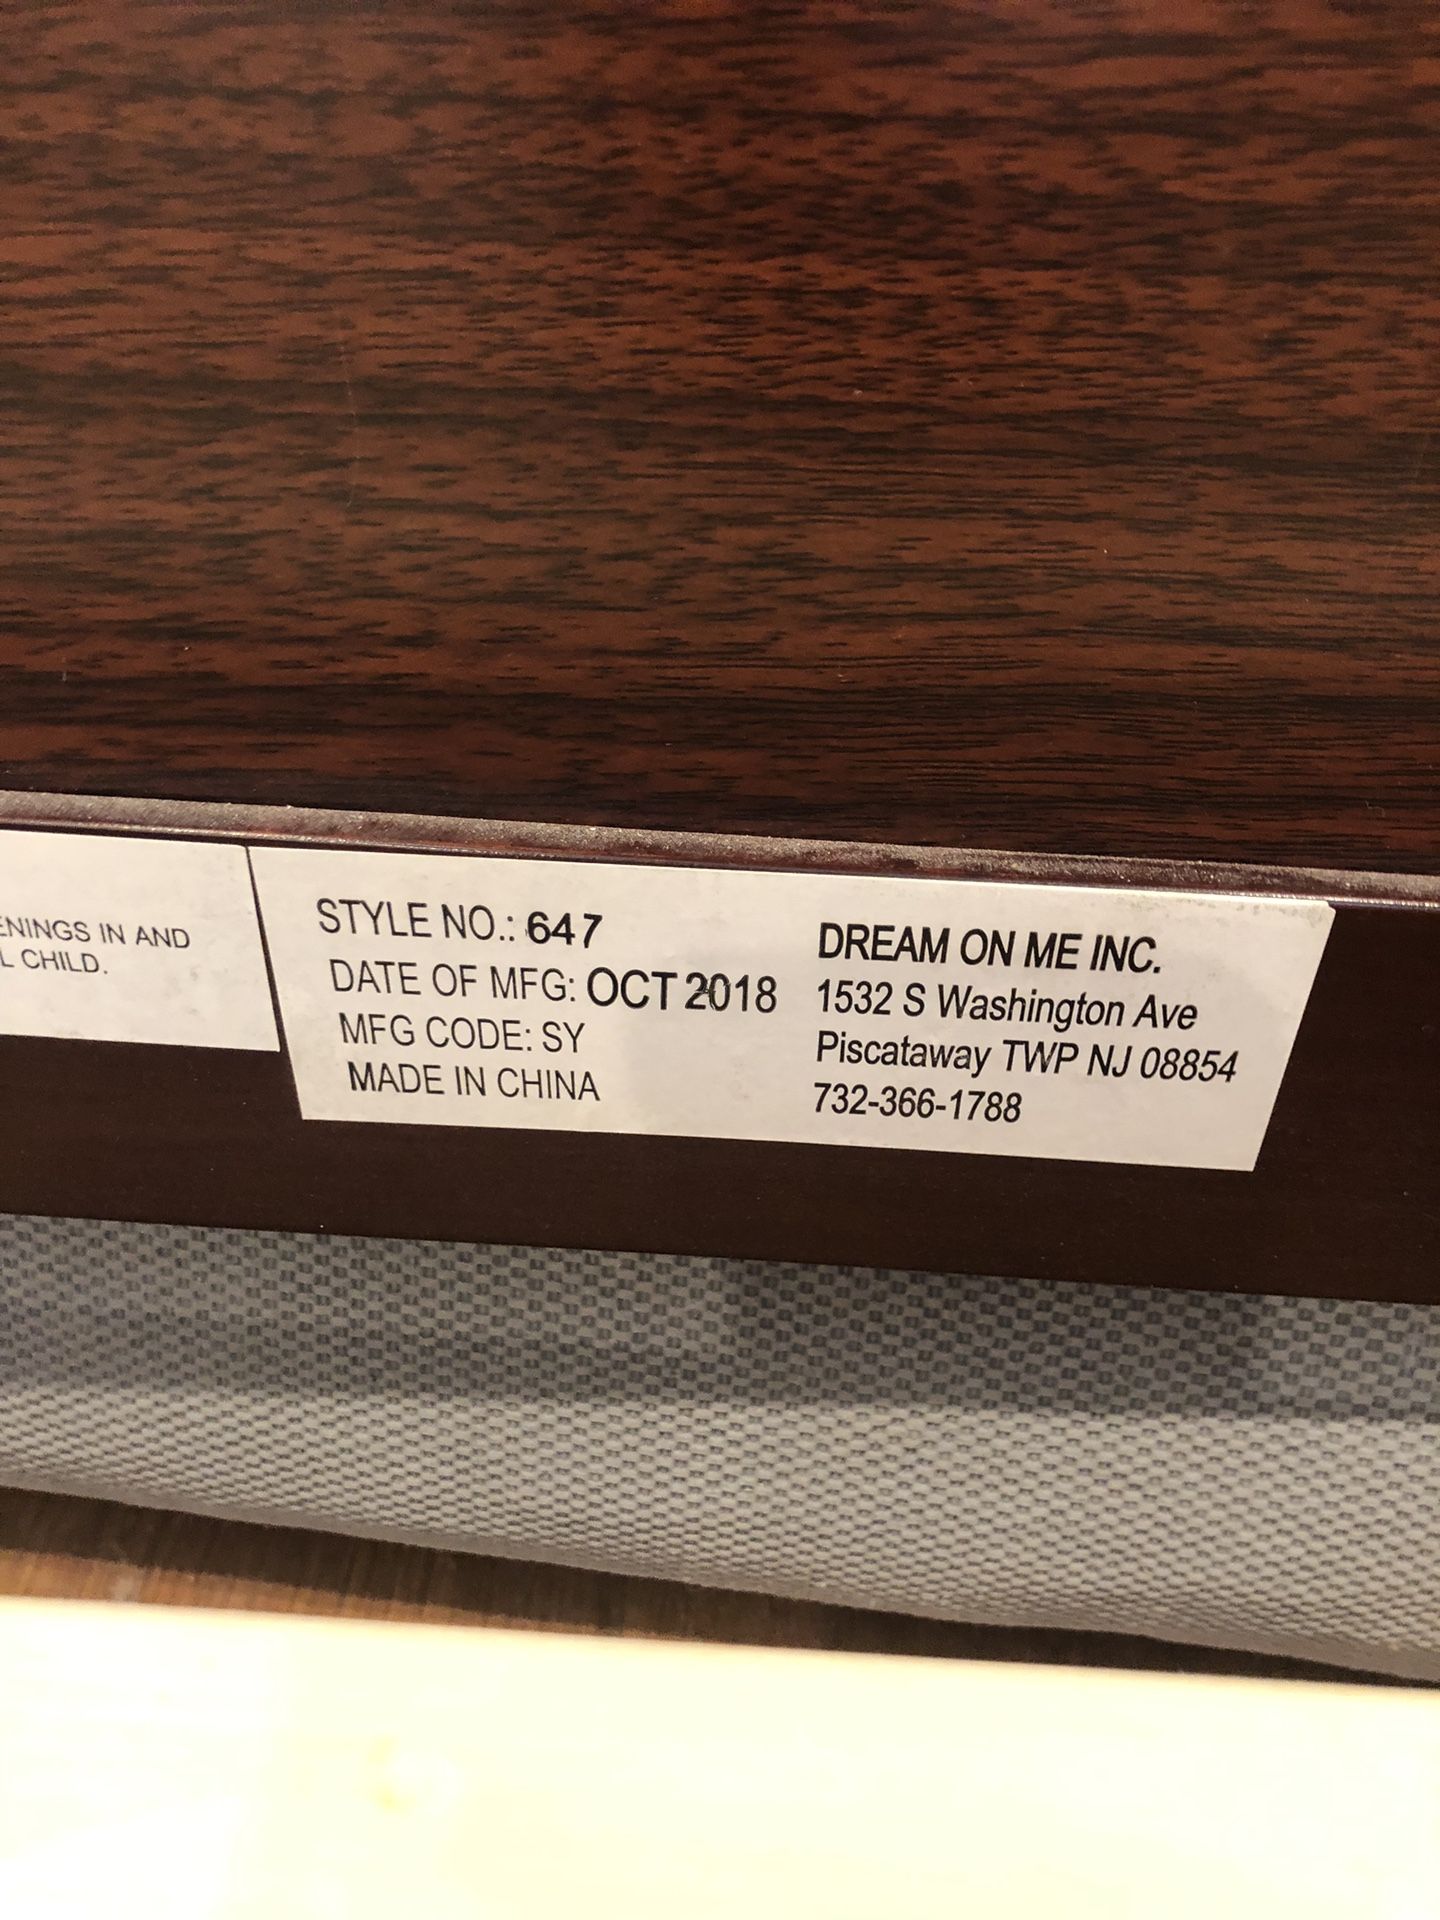 ENINGS IN AND
L CHILD.
STYLE NO.: 647
DATE OF MFG: OCT 2018
MFG CODE: SY
MADE IN CHINA
DREAM ON ME INC.
1532 S Washington Ave
Piscataway TWP NJ 08854
732-366-1788